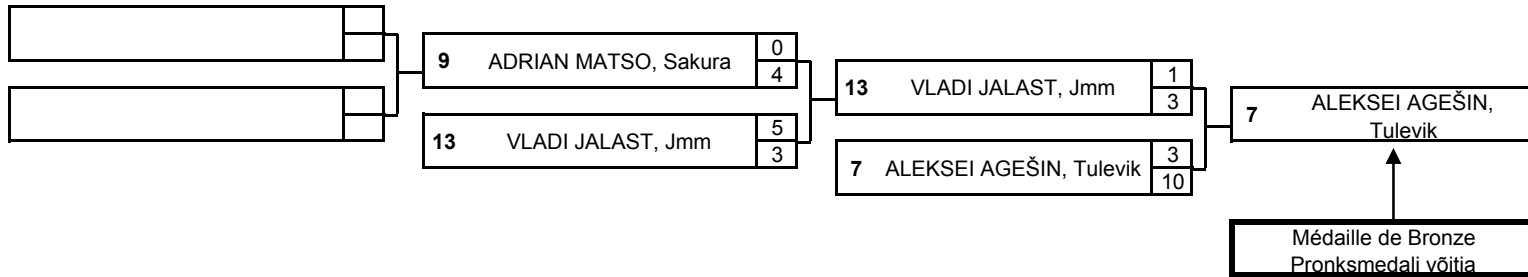 9 ADRIAN MATSO, Sakura 0
4
13 VLADI JALAST, Jmm 5
3
13 VLADI JALAST, Jmm 1
3
7 ALEKSEI AGEŠIN, Tulevik 3
10
7 ALEKSEI AGEŠIN,
Tulevik
Médaille de Bronze
Pronksmedali võitja